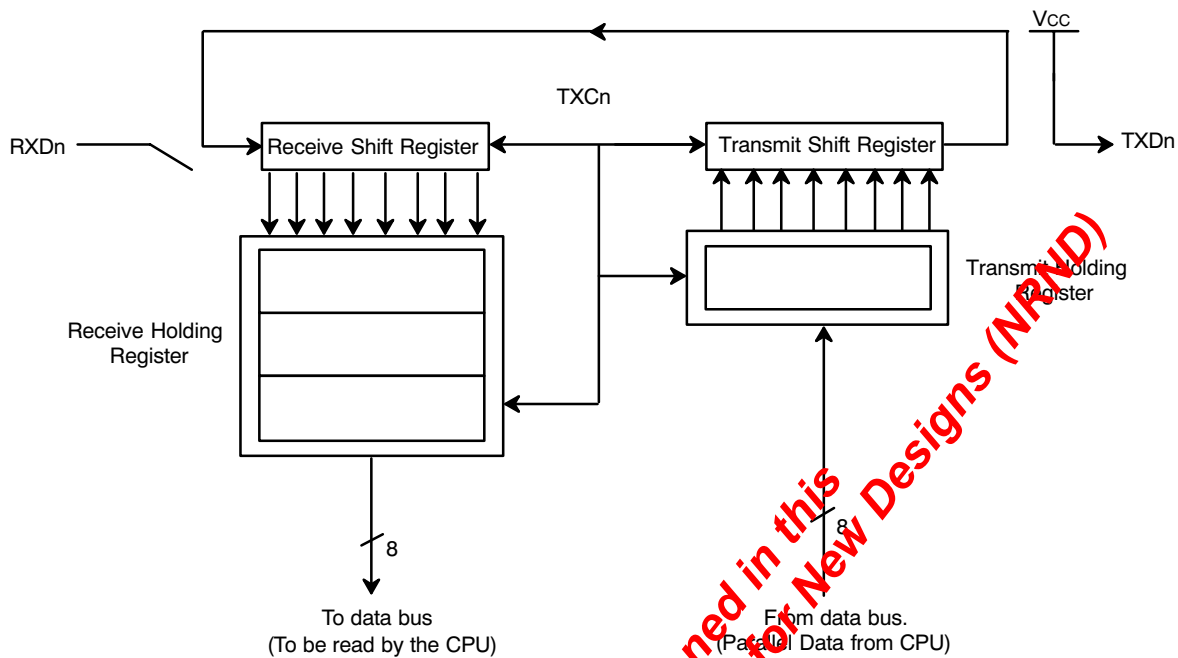 VCC
TXCn
RXDn
Receive Shift Register
Transmit Shift Register
TXDn
Transmit Holding
Register
Receive Holding
Register
8
8
To data bus
(To be read by the CPU)
From data bus.
(Parallel Data from CPU)
in this
for New Designs (NRND)